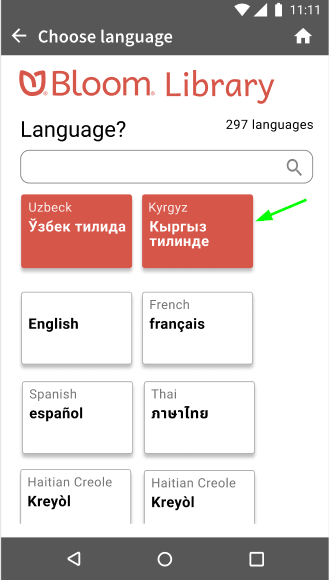 11:11
Choose language
Bloom Library
Language?
297 languages
Uzbeck
Ўзбек тилида
Kyrgyz
Кыргыз
тилинде
English
French
français
Spanish
español
Thai
ภาษาไทย
Haitian Creole
Kreyòl
Haitian Creole
Kreyòl